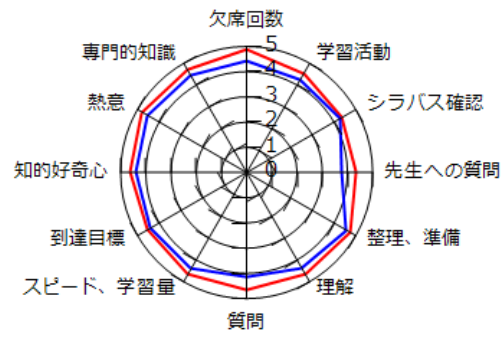 欠席回数
5
学習活動
専門的知識
4
熱意
3
シラバス確認
2
1
知的好奇心
0
先生への質問
到達目標
整理、準備
スピード、学習量
理解
質問